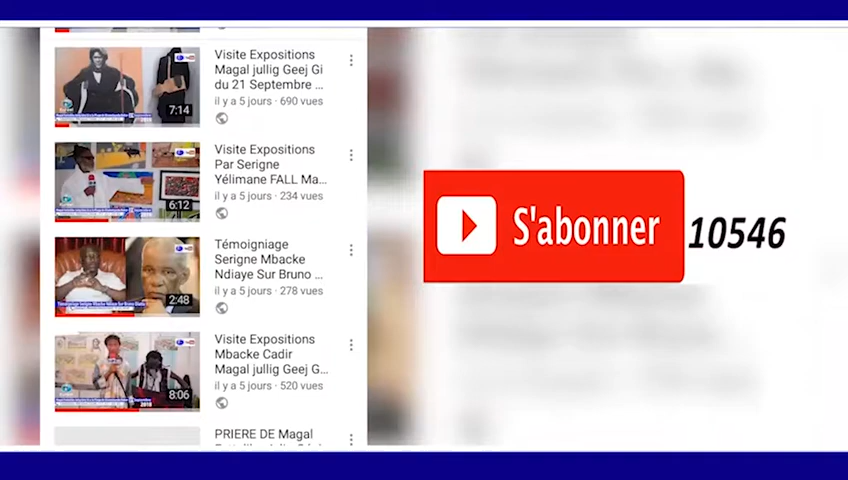 Visite Expositions
Magal jullig Geej Gi
du 21 Septembre ...
il y a 5 jours · 690 vues
7:14
Visite Expositions
Par Serigne
Yélimane FALL Ma...
il y a 5 jours · 234 vues
6:12
Témoigniage
Serigne Mbacke
Ndiaye Sur Bruno ...
il y a 5 jours · 278 vues
2:48
Visite Expositions
Mbacke Cadir
Magal jullig Geej G...
il y a 5 jours · 520 vues
8:06
PRIERE DE Magal
S'abonner 10546